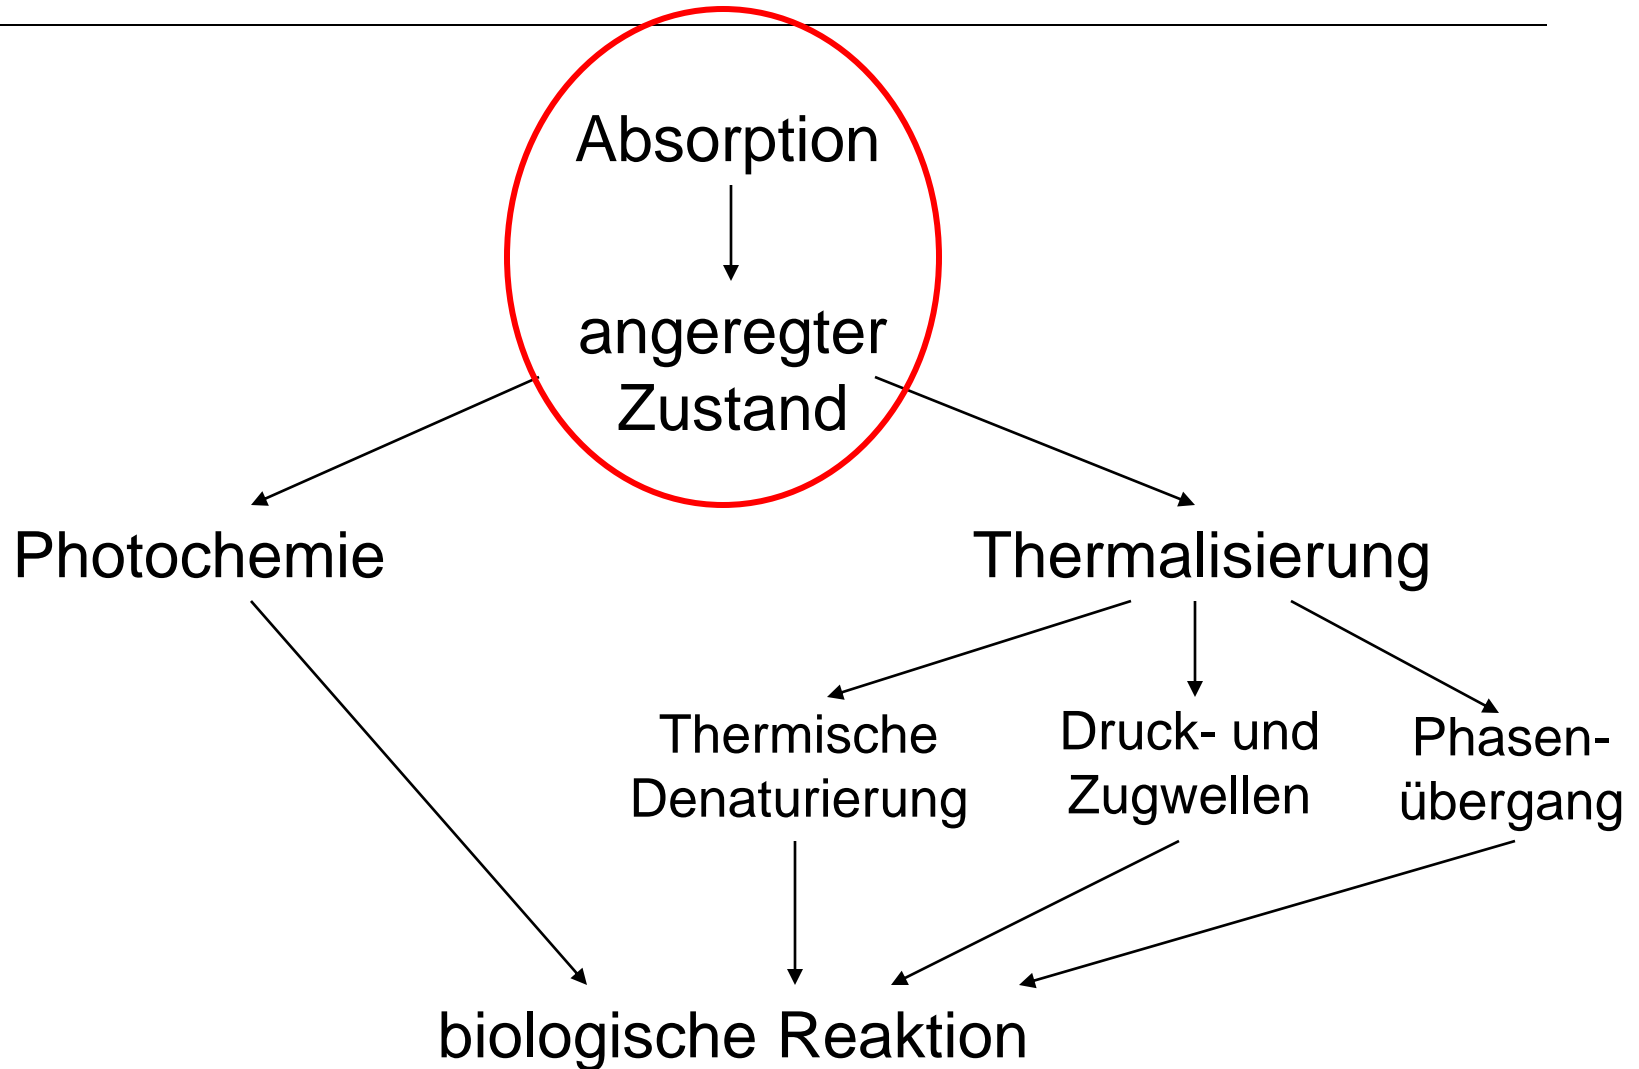 Absorption
angeregter
Zustand
Photochemie
Thermalisierung
Thermische
Denaturierung
Druck- und
Zugwellen
Phasen-
übergang
biologische Reaktion